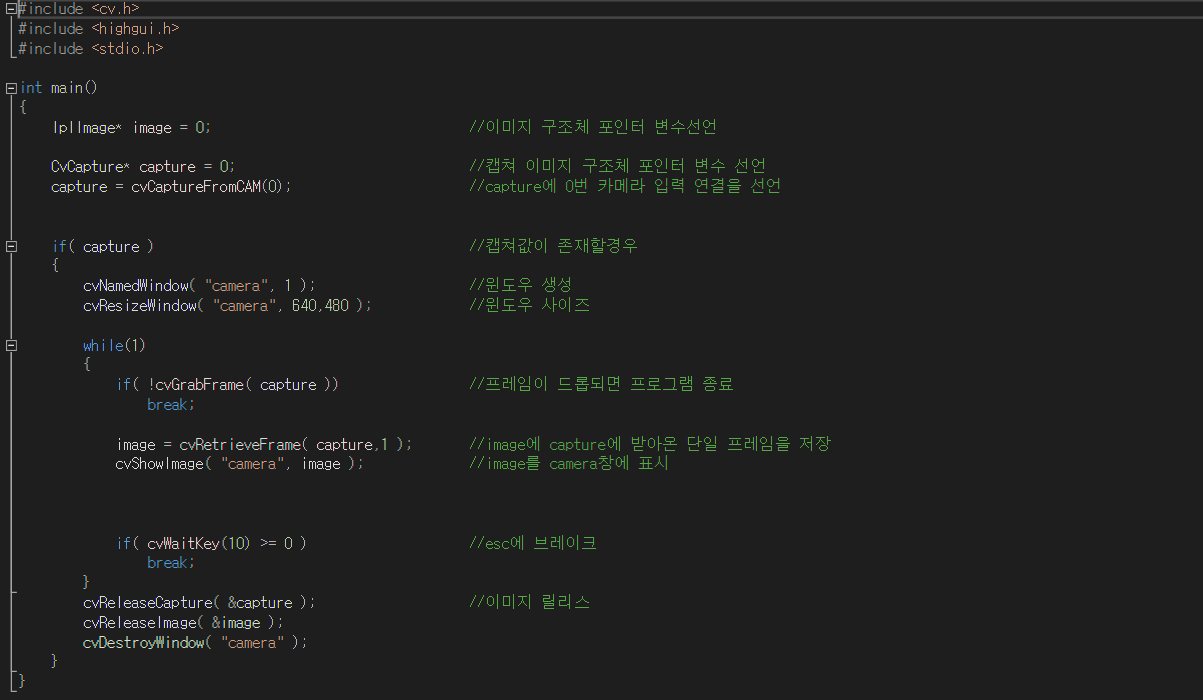 #include <cv.h>
#include <highgui.h>
#include <stdio.h>
int main()
{
IplImage* image = 0; //이미지 구조체 포인터 변수선언
CvCapture* capture = 0; //캡쳐 이미지 구조체 포인터 변수 선언
capture = cvCaptureFromCAM(0); //capture에 0번 카메라 입력 연결을 선언
if( capture ) //캡쳐값이 존재할경우
{
cvNamedWindow( "camera", 1 ); //윈도우 생성
cvResizeWindow( "camera", 640,480 ); //윈도우 사이즈
while(1)
{
if( !cvGrabFrame( capture )) //프레임이 드롭되면 프로그램 종료
break;
image = cvRetrieveFrame( capture,1 ); //image에 capture에 받아온 단일 프레임을 저장
cvShowImage( "camera", image ); //image를 camera창에 표시
if( cvWaitKey(10) >= 0 ) //esc에 브레이크
break;
}
cvReleaseCapture( &capture ); //이미지 릴리스
cvReleaseImage( &image );
cvDestroyWindow( "camera" );
}
}